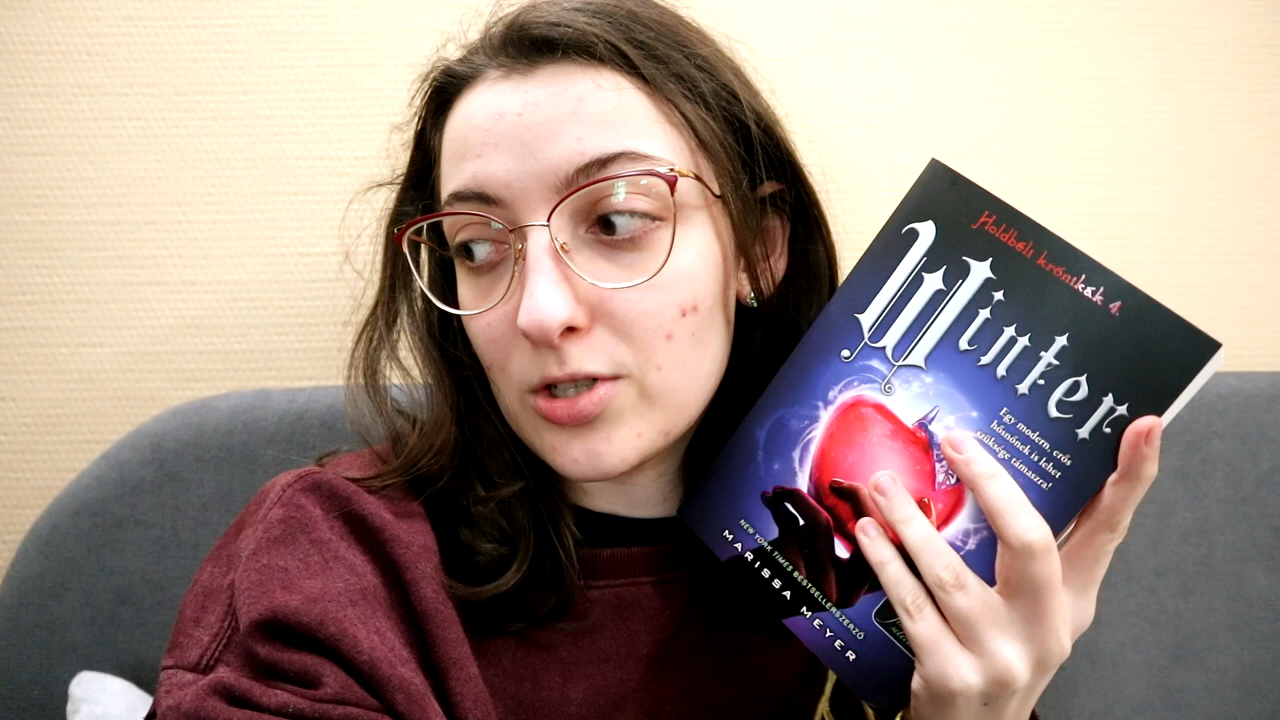 Holdbéli krónikák 4.
Winter
Egy modern, erős
hősnőnek is lehet
szüksége támaszra!
NEW YORK TIMES BESTSELLERSZERZŐ
MARISSA MEYER